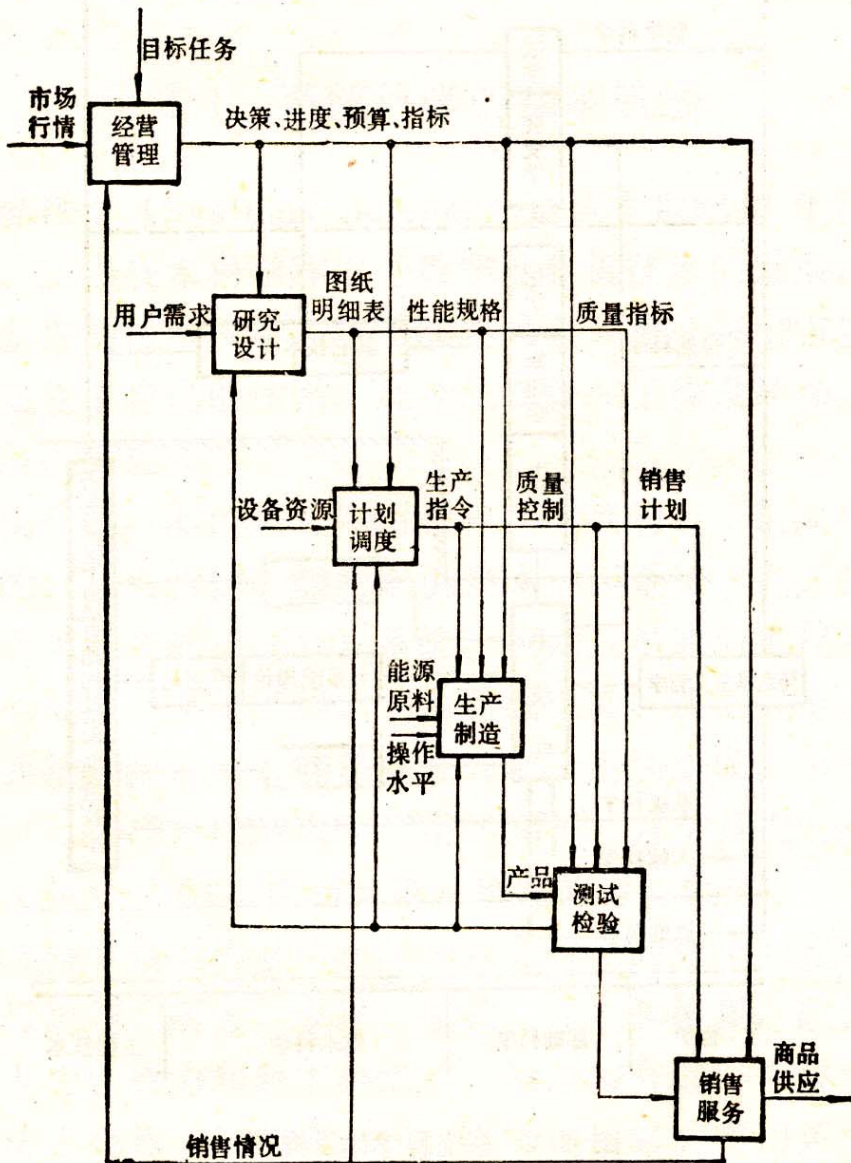 目标任务
市场
行情
经营
管理
决策、进度、预算、指标
用户需求
研究
设计
图纸
明细表
性能规格
质量指标
设备资源
计划
调度
生产
指令
质量
控制
销售
计划
能源
原料
操作
水平
生产
制造
产品
测试
检验
销售
服务
商品
供应
销售情况